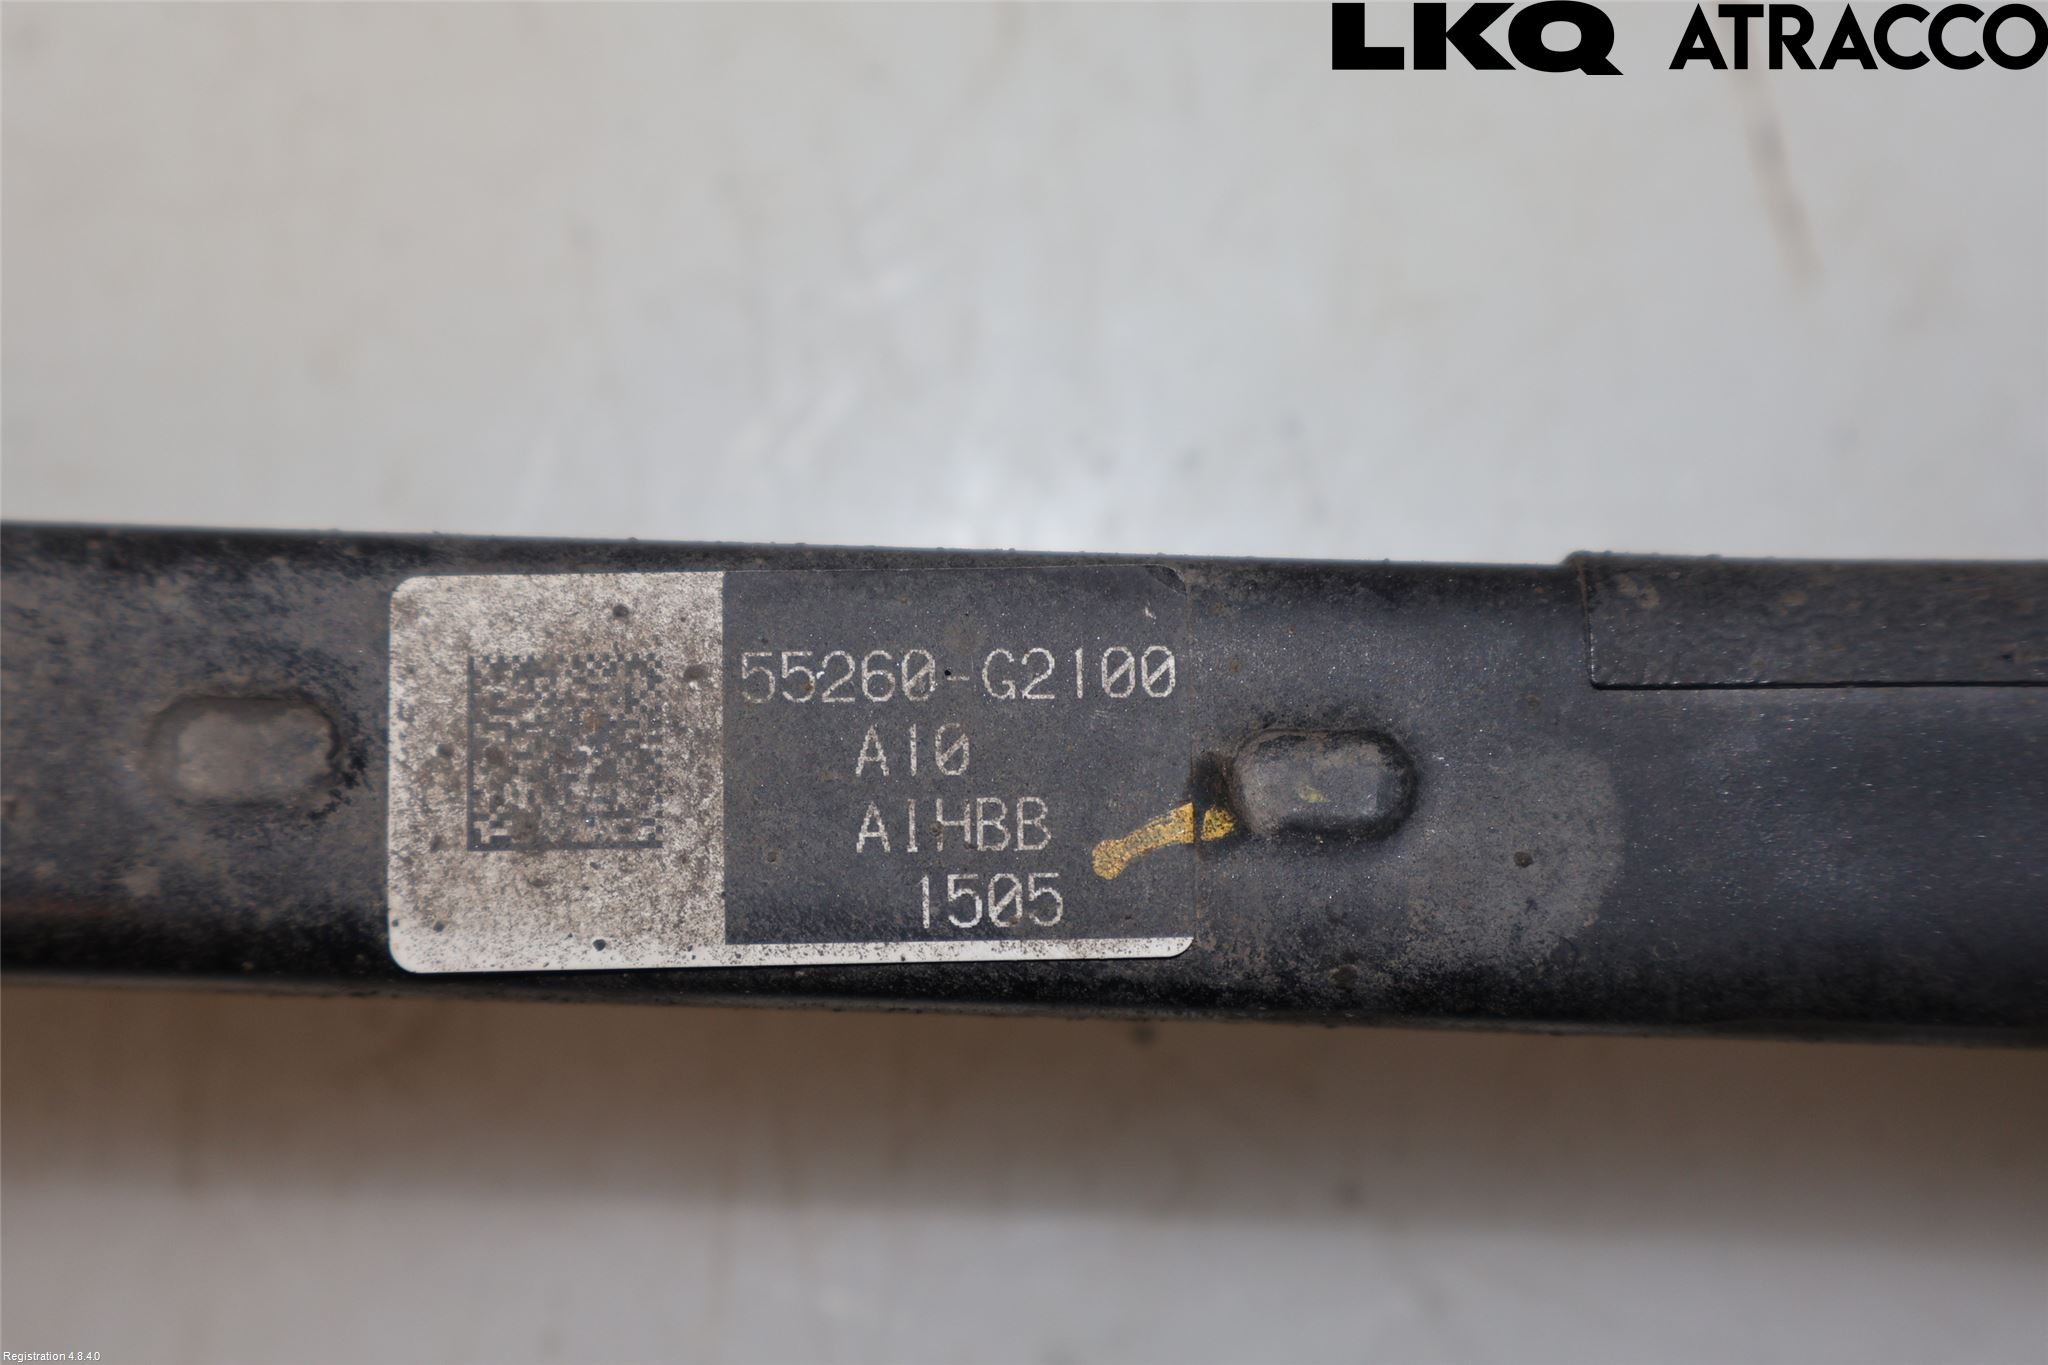 LKQ ATRACCO
55260-G2100
A10
A1HBB
1505
Registration 4.8.4.0